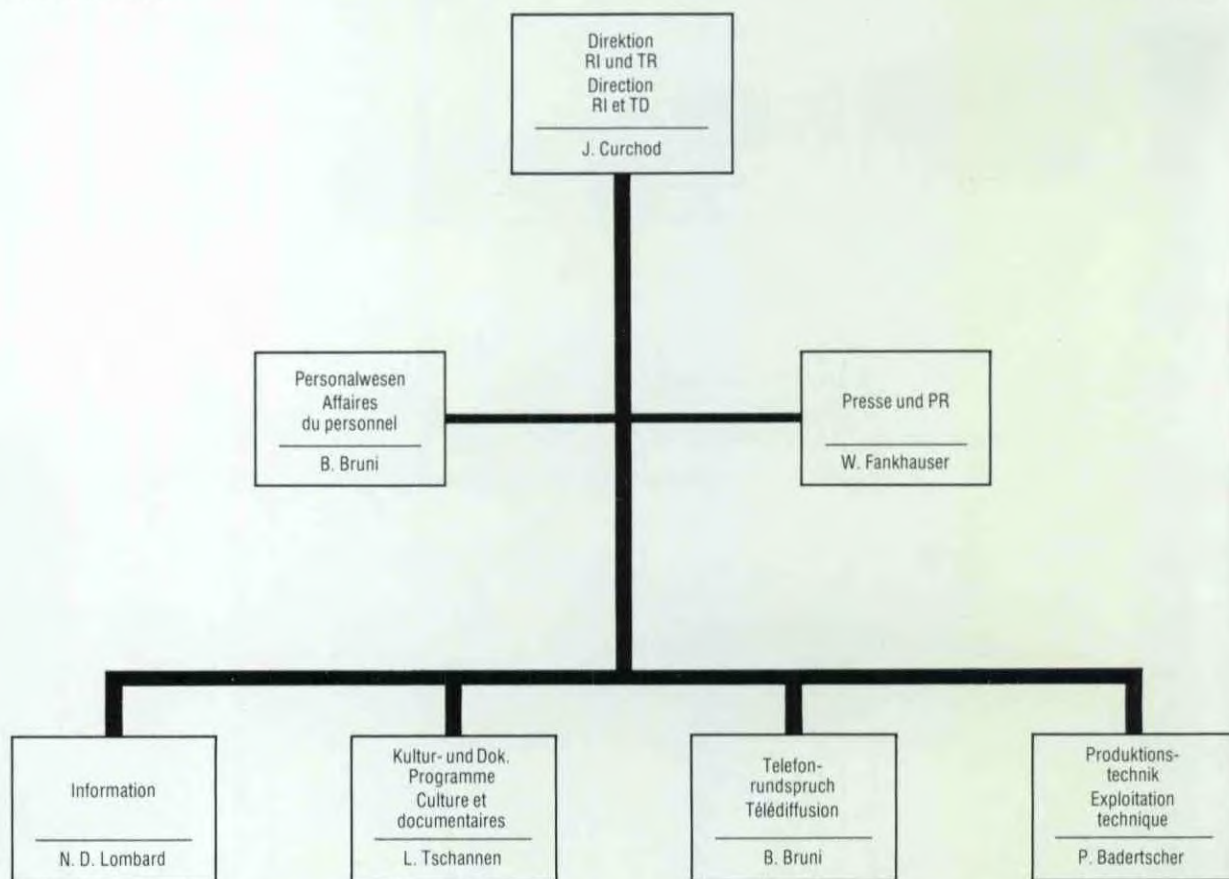 Direktion
RI und TR
Direction
RI et TD
J. Curchod
Personalwesen
Affaires
du personnel
B. Bruni
Presse und PR
W. Fankhauser
Information
N. D. Lombard
Kultur- und Dok.
Programme
Culture et
documentaires
L. Tschannen
Telefon-
rundspruch
Télédiffusion
B. Bruni
Produktions-
technik
Exploitation
technique
P. Badertscher